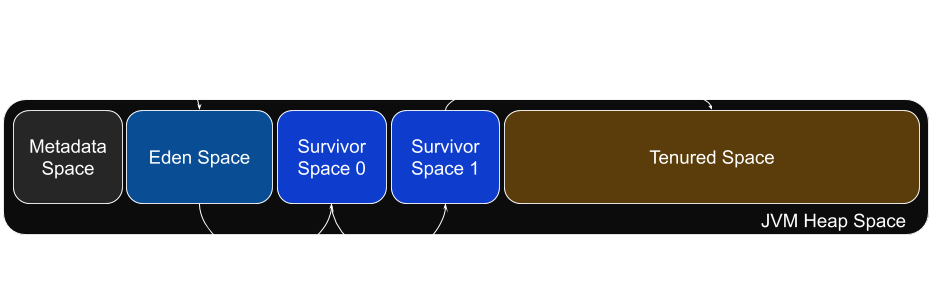 Metadata
Space
Eden Space
Survivor
Space 0
Survivor
Space 1
Tenured Space
JVM Heap Space